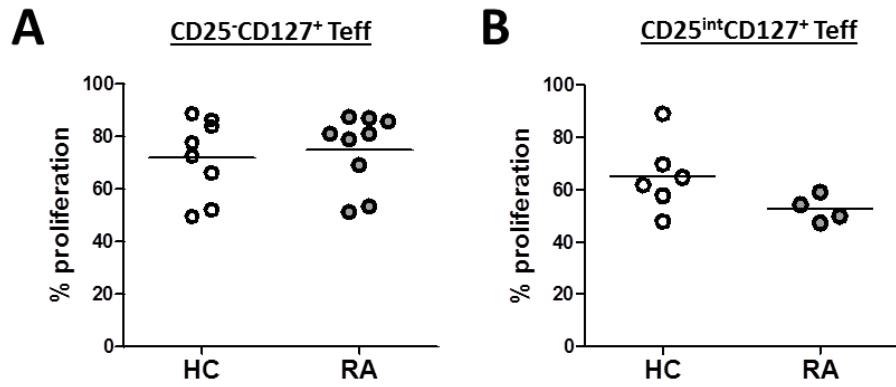 A
CD25⁻CD127⁺ Teff
100
80
60
40
20
0
% proliferation
HC
RA
B
CD25ⁱⁿᵗCD127⁺ Teff
100
80
60
40
20
0
% proliferation
HC
RA